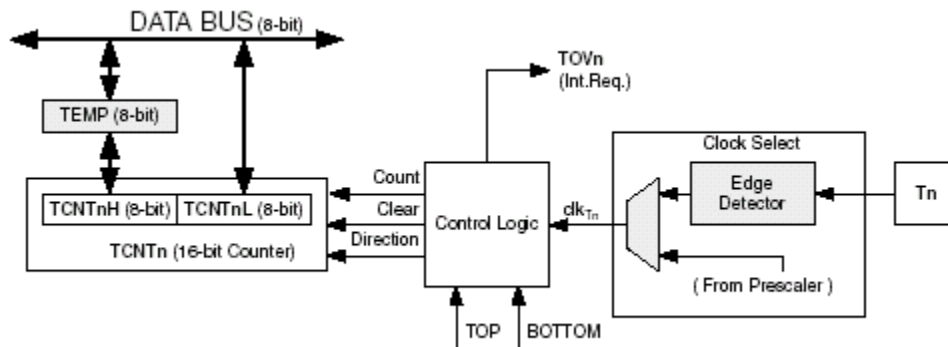 DATA BUS (8-bit)
TEMP (8-bit)
TCNTnH (8-bit) TCNTnL (8-bit)
TCNTn (16-bit Counter)
Count
Clear
Direction
Control Logic
TOVn
(Int.Req.)
TOP
BOTTOM
clkTn
Clock Select
Edge
Detector
( From Prescaler )
Tn